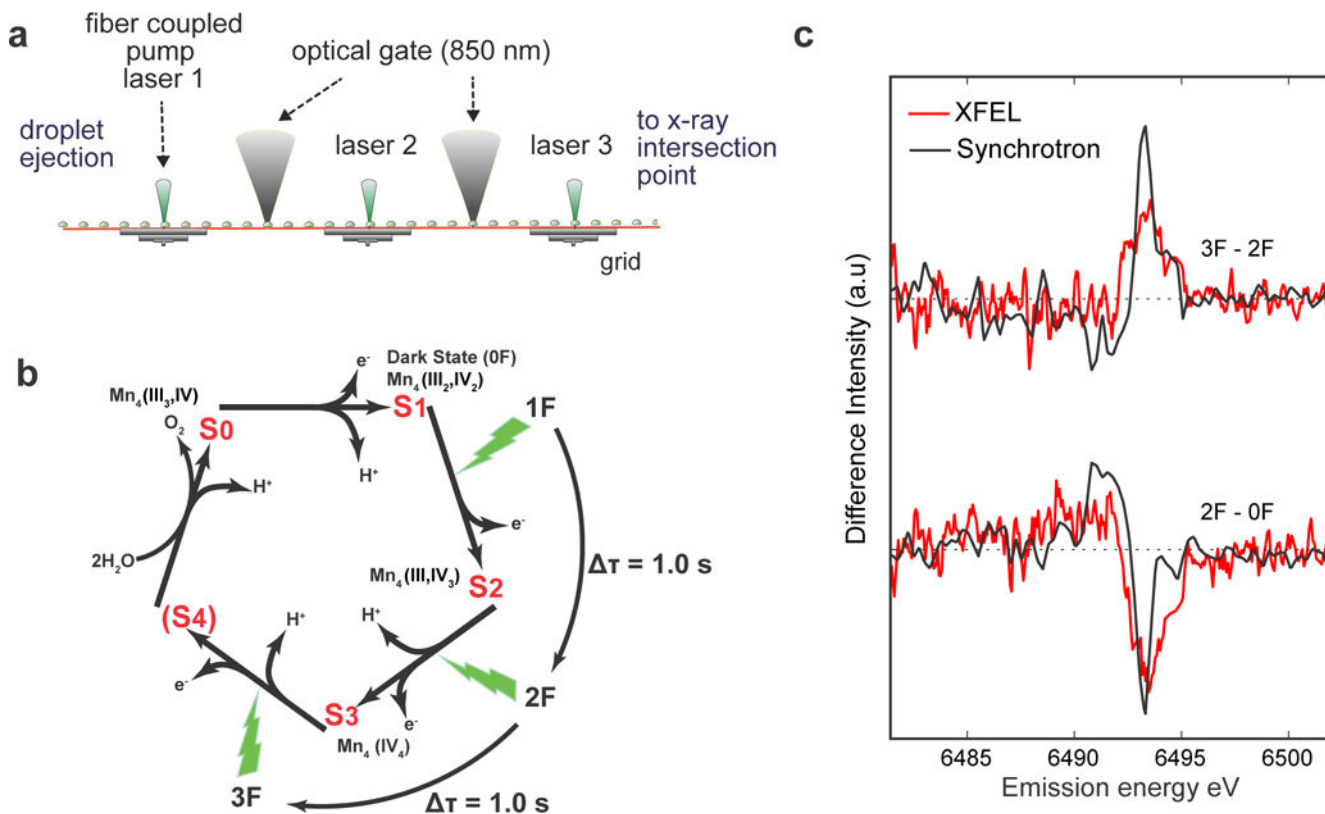 a
fiber coupled
pump
laser 1
optical gate (850 nm)
droplet
ejection
laser 2
laser 3
to x-ray
intersection
point
grid
b
Dark State (0F)
Mn₄(III₂,IV₂)
Mn₄(III₃,IV)
e⁻
S1
1F
S0
O₂
H⁺
H⁺
e⁻
2H₂O
Δτ = 1.0 s
Mn₄(III,IV₃)
S2
(S4)
H⁺
H⁺
e⁻
2F
S3
e⁻
Mn₄ (IV₄)
3F
Δτ = 1.0 s
c
XFEL
Synchrotron
3F - 2F
2F - 0F
Difference Intensity (a.u)
6485 6490 6495 6500
Emission energy eV